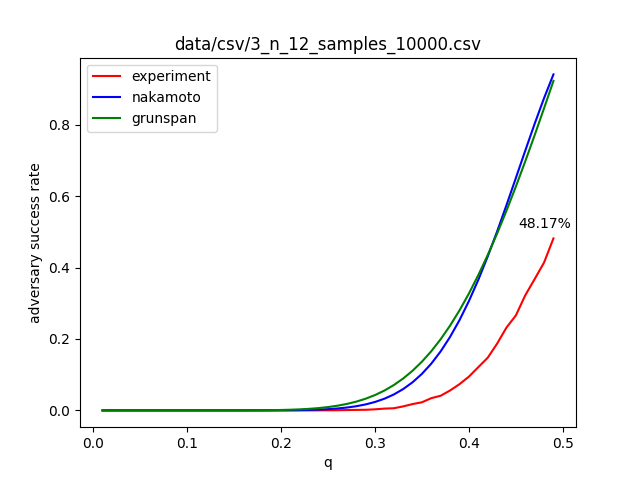 data/csv/3_n_12_samples_10000.csv
experiment
nakamoto
grunspan
48.17%
adversary success rate
0.8
0.6
0.4
0.2
0.0
0.0 0.1 0.2 0.3 0.4 0.5
q